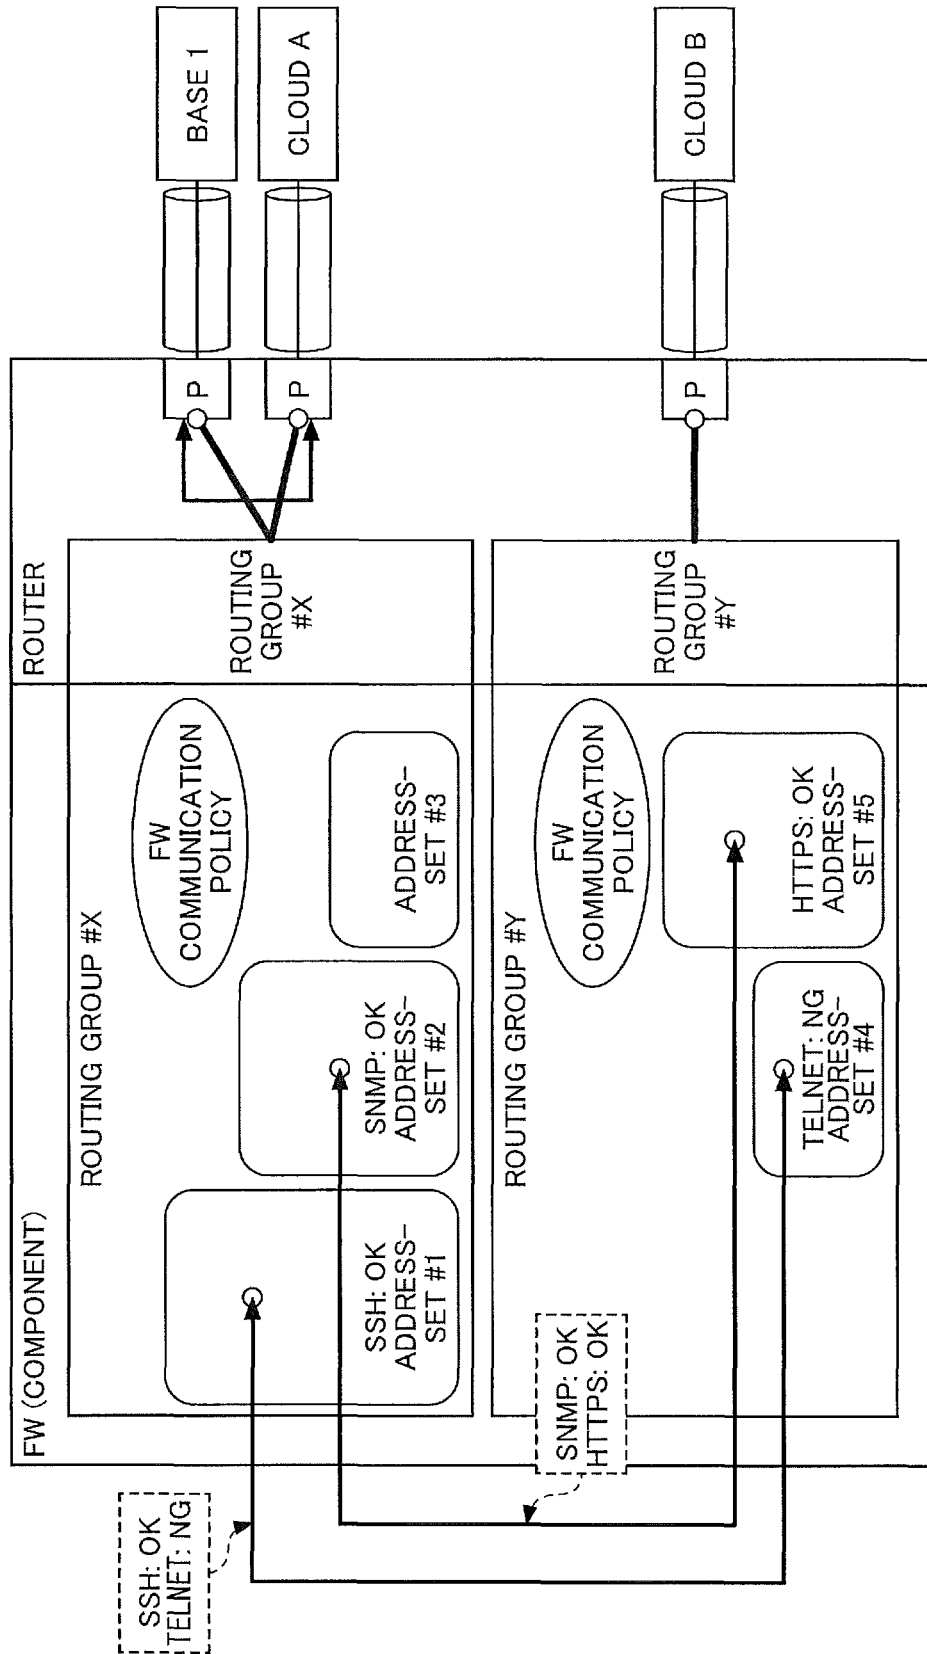 FW (COMPONENT)
ROUTER
ROUTING GROUP #X
FW
COMMUNICATION
POLICY
SSH: OK
ADDRESS-
SET #1
SNMP: OK
ADDRESS-
SET #2
ADDRESS-
SET #3
ROUTING
GROUP
#X
P
BASE 1
P
CLOUD A
SSH: OK
TELNET: NG
SNMP: OK
HTTPS: OK
ROUTING GROUP #Y
FW
COMMUNICATION
POLICY
TELNET: NG
ADDRESS-
SET #4
HTTPS: OK
ADDRESS-
SET #5
ROUTING
GROUP
#Y
P
CLOUD B